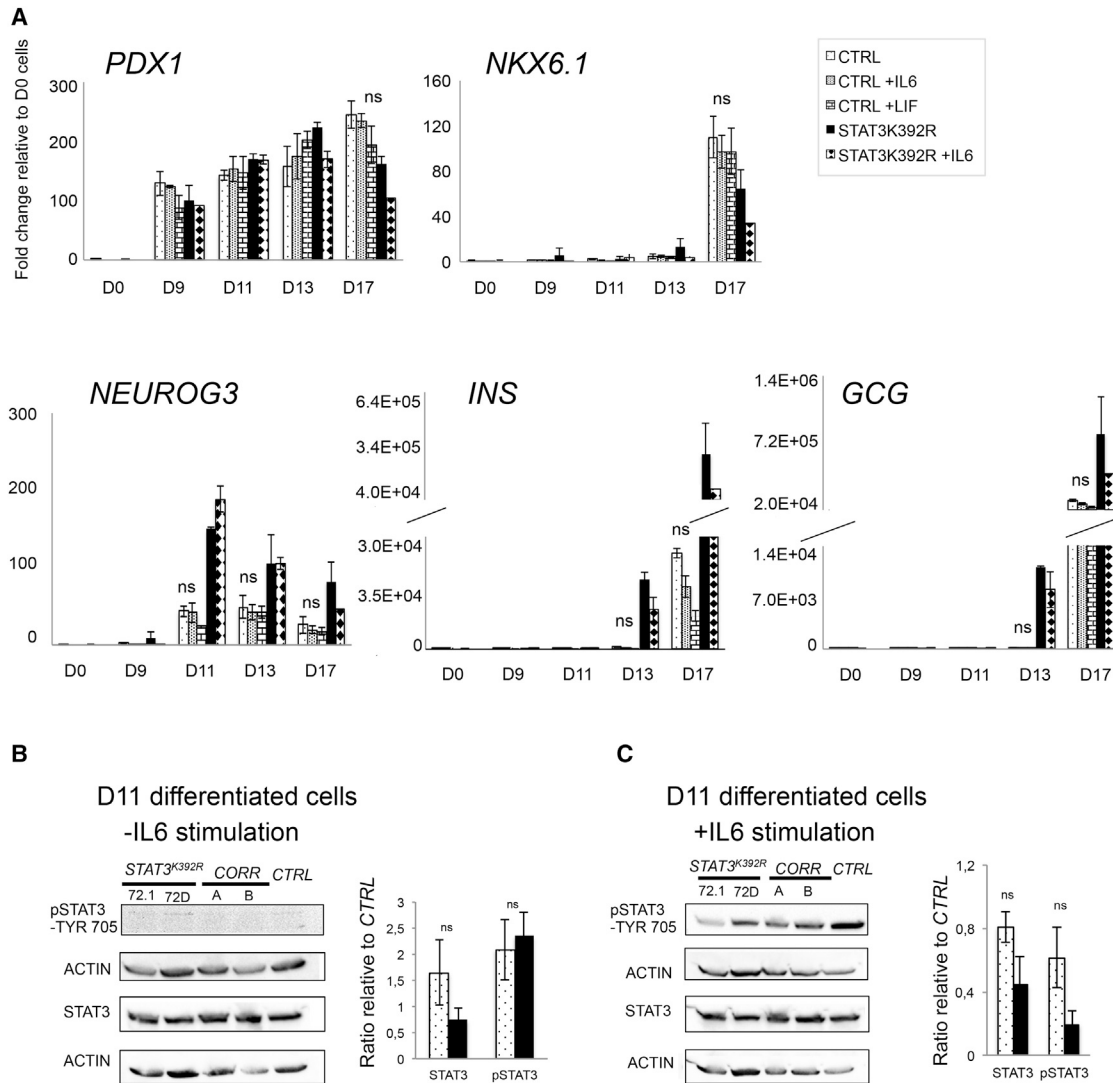 A
Fold change relative to D0 cells
PDX1
300
200
100
0
D0 D9 D11 D13 D17
ns
NKX6.1
160
120
80
40
0
D0 D9 D11 D13 D17
ns
CTRL
CTRL +IL6
CTRL +LIF
STAT3K392R
STAT3K392R +IL6
NEUROG3
300
200
100
0
D0 D9 D11 D13 D17
ns ns ns
INS
6.4E+05
3.4E+05
4.0E+04
3.0E+04
3.5E+04
0
D0 D9 D11 D13 D17
ns ns
GCG
1.4E+06
7.2E+05
2.0E+04
1.4E+04
7.0E+03
0
D0 D9 D11 D13 D17
ns ns
B
D11 differentiated cells
-IL6 stimulation
STAT3K392R CORR CTRL
72.1 72D A B
pSTAT3
-TYR 705
ACTIN
STAT3
ACTIN
Ratio relative to CTRL
3
2,5
2
1,5
1
0,5
0
ns ns
STAT3 pSTAT3
C
D11 differentiated cells
+IL6 stimulation
STAT3K392R CORR CTRL
72.1 72D A B
pSTAT3
-TYR 705
ACTIN
STAT3
ACTIN
Ratio relative to CTRL
1,2
0,8
0,4
0
ns ns
STAT3 pSTAT3